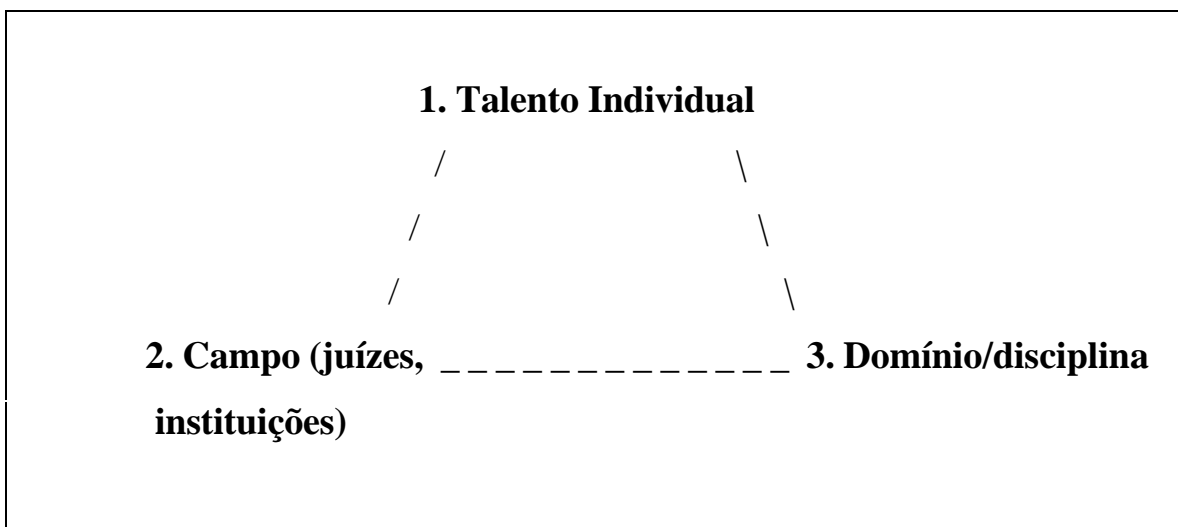 1. Talento Individual
/ \
/ \
/ \
2. Campo (juízes, _ _ _ _ _ _ _ _ _ _ _ _ _ 3. Domínio/disciplina
instituições)